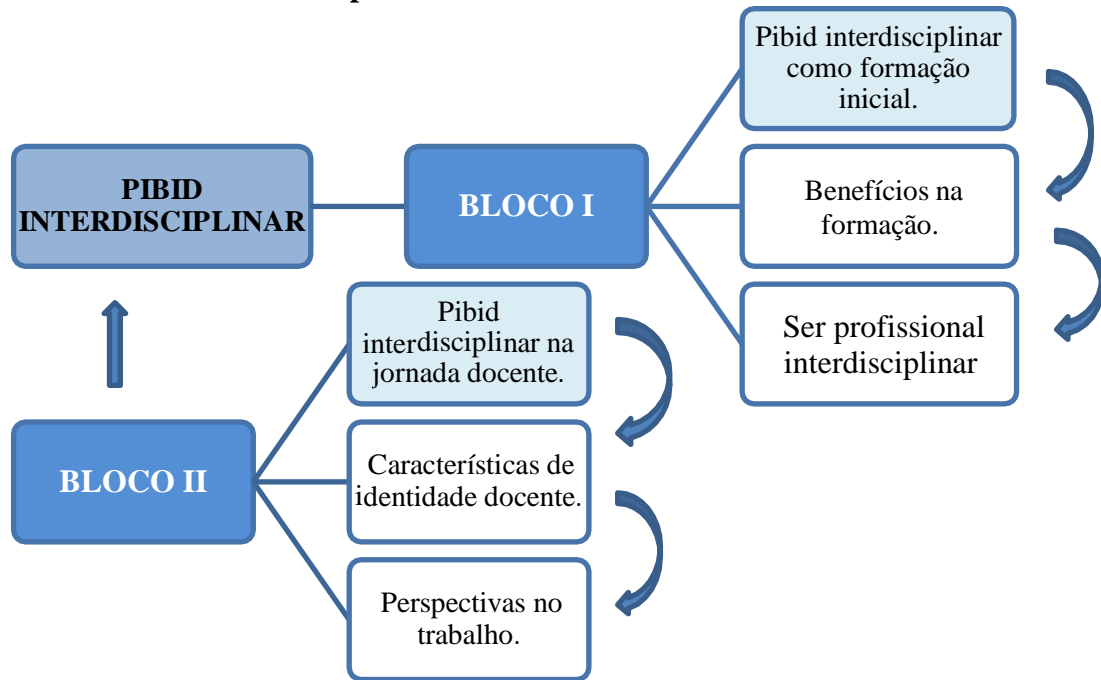 Pibid interdisciplinar
como formação
inicial.
PIBID
INTERDISCIPLINAR
BLOCO I
Benefícios na
formação.
Ser profissional
interdisciplinar
Pibid
interdisciplinar na
jornada docente.
BLOCO II
Características de
identidade docente.
Perspectivas no
trabalho.